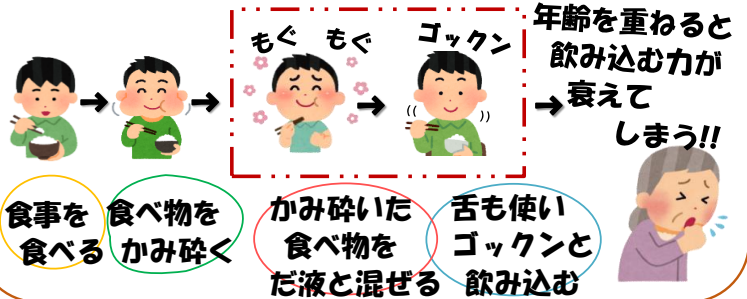 もぐ もぐ
ゴックン
年齢を重ねると
飲み込む力が
衰えて
しまう!!
食事を
食べる
食べ物を
かみ砕く
かみ砕いた
食べ物を
だ液と混ぜる
舌も使い
ゴックンと
飲み込む